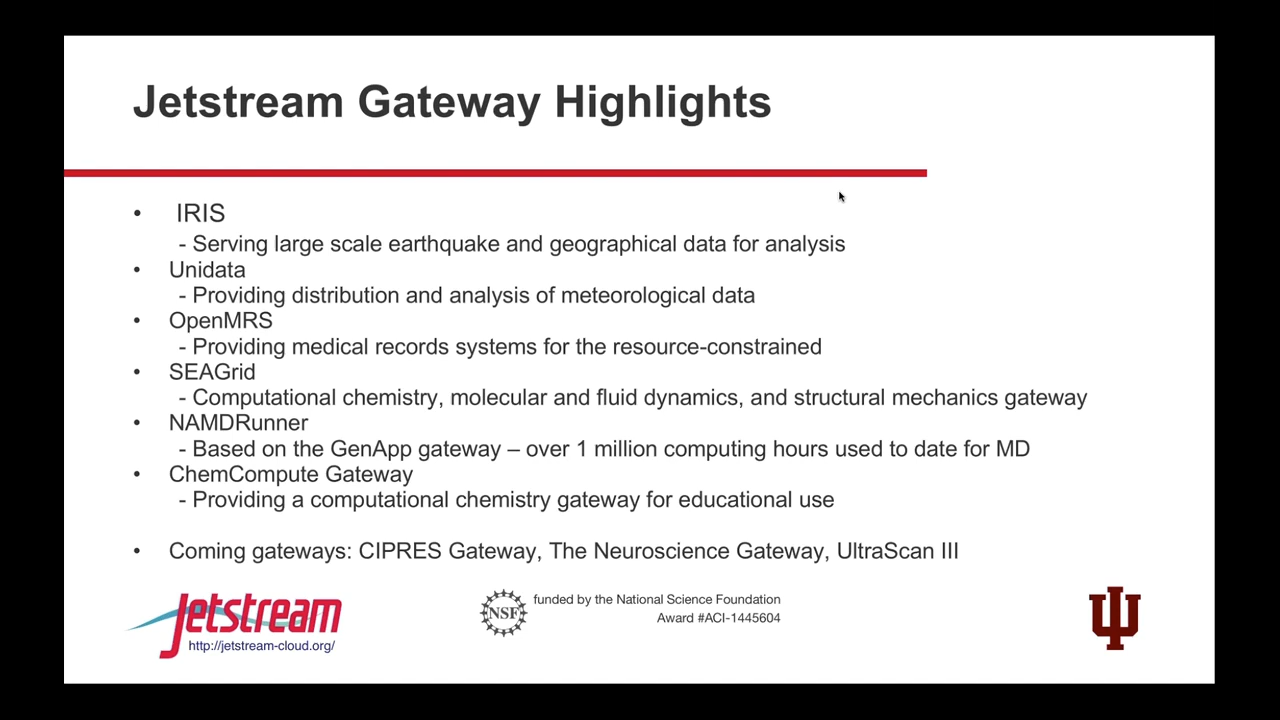 Jetstream Gateway Highlights
• IRIS
- Serving large scale earthquake and geographical data for analysis
• Unidata
- Providing distribution and analysis of meteorological data
• OpenMRS
- Providing medical records systems for the resource-constrained
• SEAGrid
- Computational chemistry, molecular and fluid dynamics, and structural mechanics gateway
• NAMDRunner
- Based on the GenApp gateway – over 1 million computing hours used to date for MD
• ChemCompute Gateway
- Providing a computational chemistry gateway for educational use
• Coming gateways: CIPRES Gateway, The Neuroscience Gateway, UltraScan III
Jetstream
http://jetstream-cloud.org/
NSF
funded by the National Science Foundation
Award #ACI-1445604